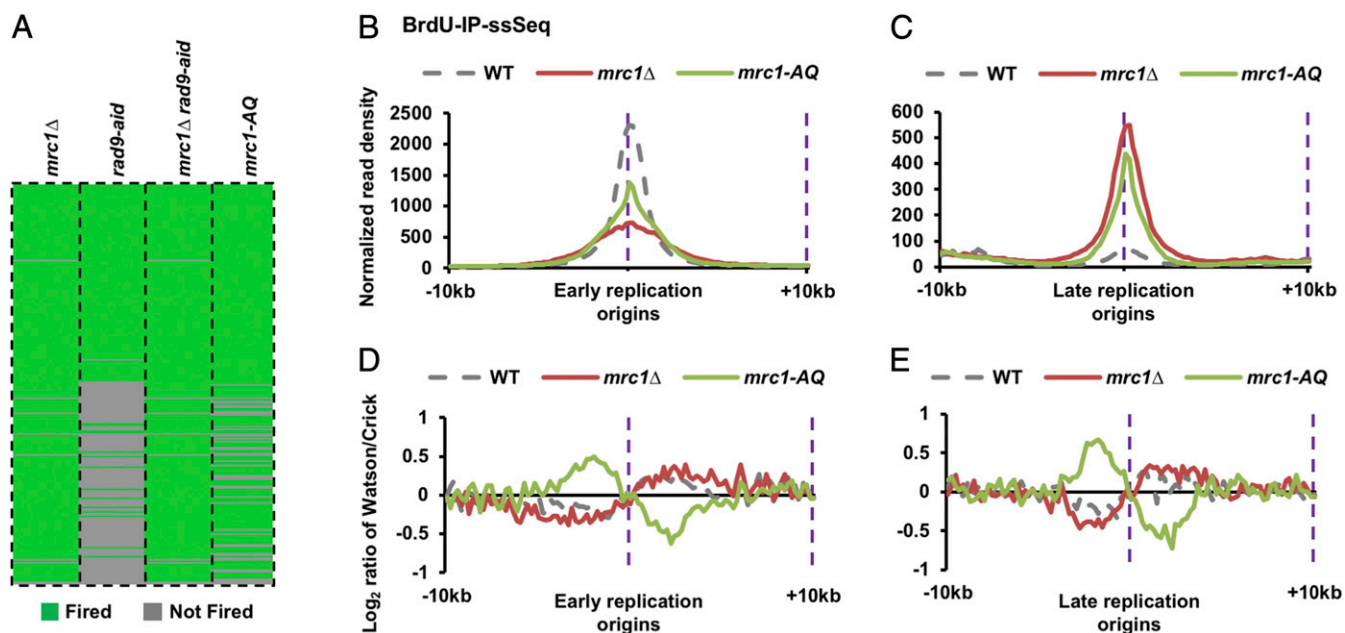 A
mrc1Δ
rad9-aid
mrc1Δ rad9-aid
mrc1-AQ
Fired
Not Fired
B BrdU-IP-ssSeq
WT mrc1Δ mrc1-AQ
Normalized read density
2500
2000
1500
1000
500
0
-10kb Early replication +10kb
origins
C
WT mrc1Δ mrc1-AQ
600
500
400
300
200
100
0
-10kb Late replication +10kb
origins
D
WT mrc1Δ mrc1-AQ
Log2 ratio of Watson/Crick
1
0.5
0
-0.5
-1
-10kb Early replication +10kb
origins
E
WT mrc1Δ mrc1-AQ
1
0.5
0
-0.5
-1
-10kb Late replication +10kb
origins